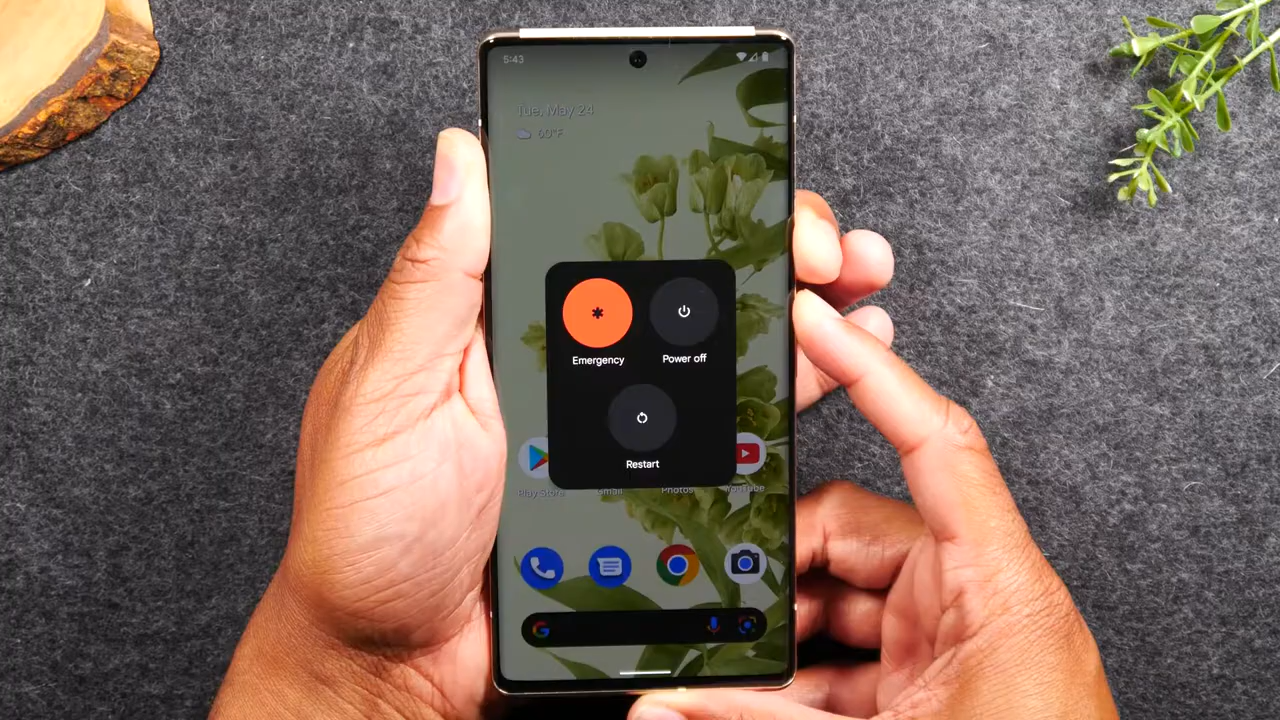 5:43
Tue, May 24
60°F
Emergency
Power off
Restart
Play Store
Gmail
Photos
YouTube